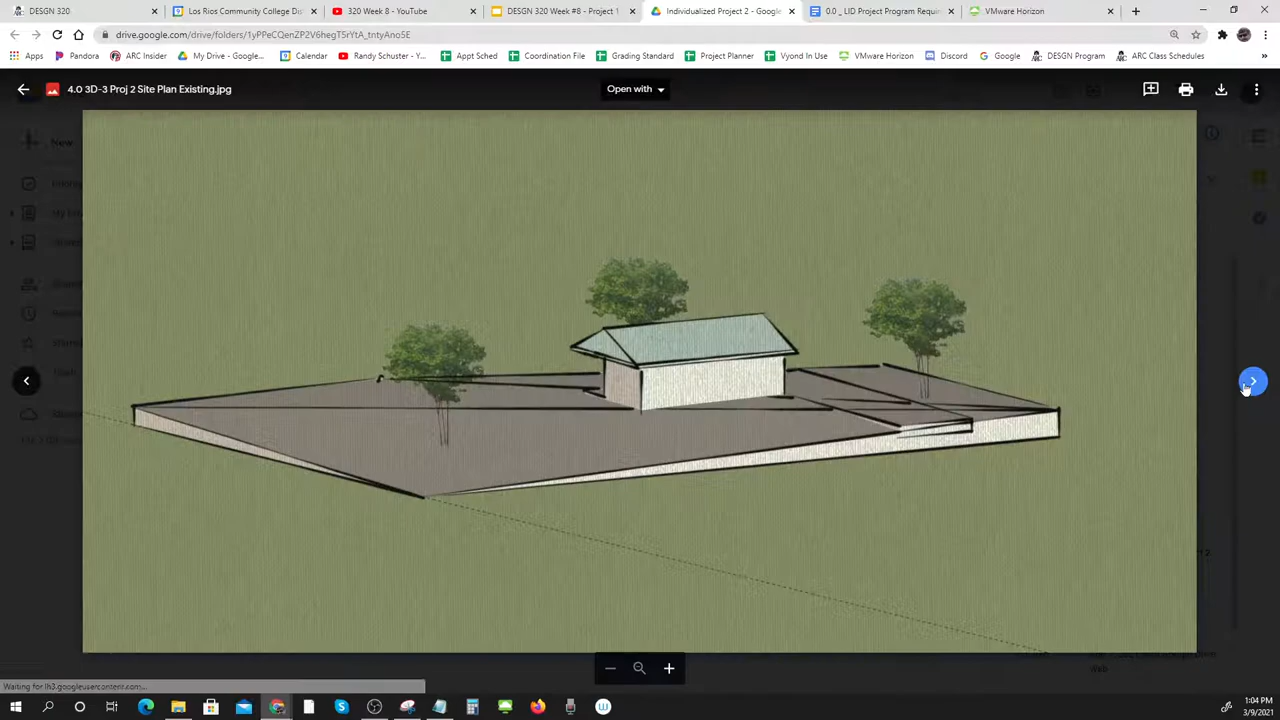 DESGN 320
Los Rios Community College Dis
320 Week 8 - YouTube
DESGN 320 Week #8 - Project 1
Individualized Project 2 - Google
0.0 _ LID Project Program Requir
VMware Horizon
drive.google.com/drive/folders/1yPPeCQenZP2V6hegT5rYtA_tntyAno5E
Apps
Pandora
ARC Insider
My Drive - Google...
Calendar
Randy Schuster - Y...
Appt Sched
Coordination File
Grading Standard
Project Planner
Vyond In Use
VMware Horizon
Discord
Google
DESGN Program
ARC Class Schedules
4.0 3D-3 Proj 2 Site Plan Existing.jpg
Open with
New
Waiting for lh3.googleusercontent.com...
Web
1:04 PM
3/9/2021